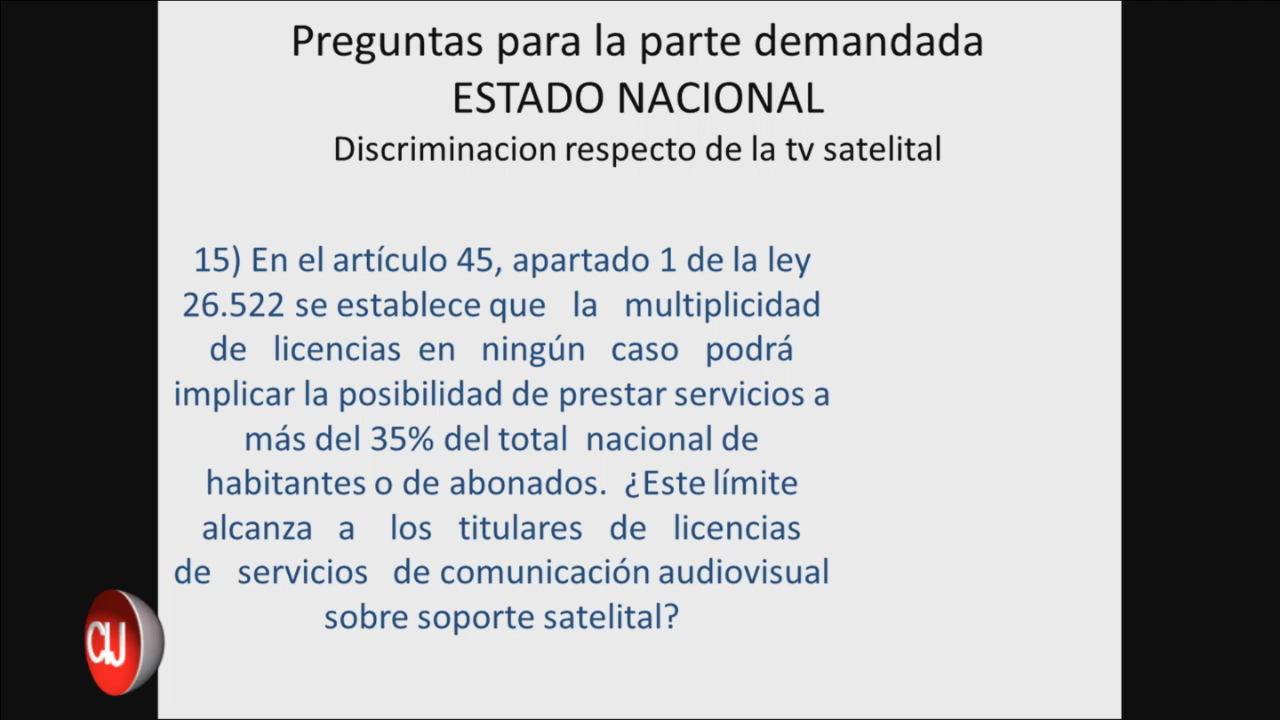 Preguntas para la parte demandada
ESTADO NACIONAL
Discriminacion respecto de la tv satelital
15) En el artículo 45, apartado 1 de la ley
26.522 se establece que la multiplicidad
de licencias en ningún caso podrá
implicar la posibilidad de prestar servicios a
más del 35% del total nacional de
habitantes o de abonados. ¿Este límite
alcanza a los titulares de licencias
de servicios de comunicación audiovisual
sobre soporte satelital?
CIJ